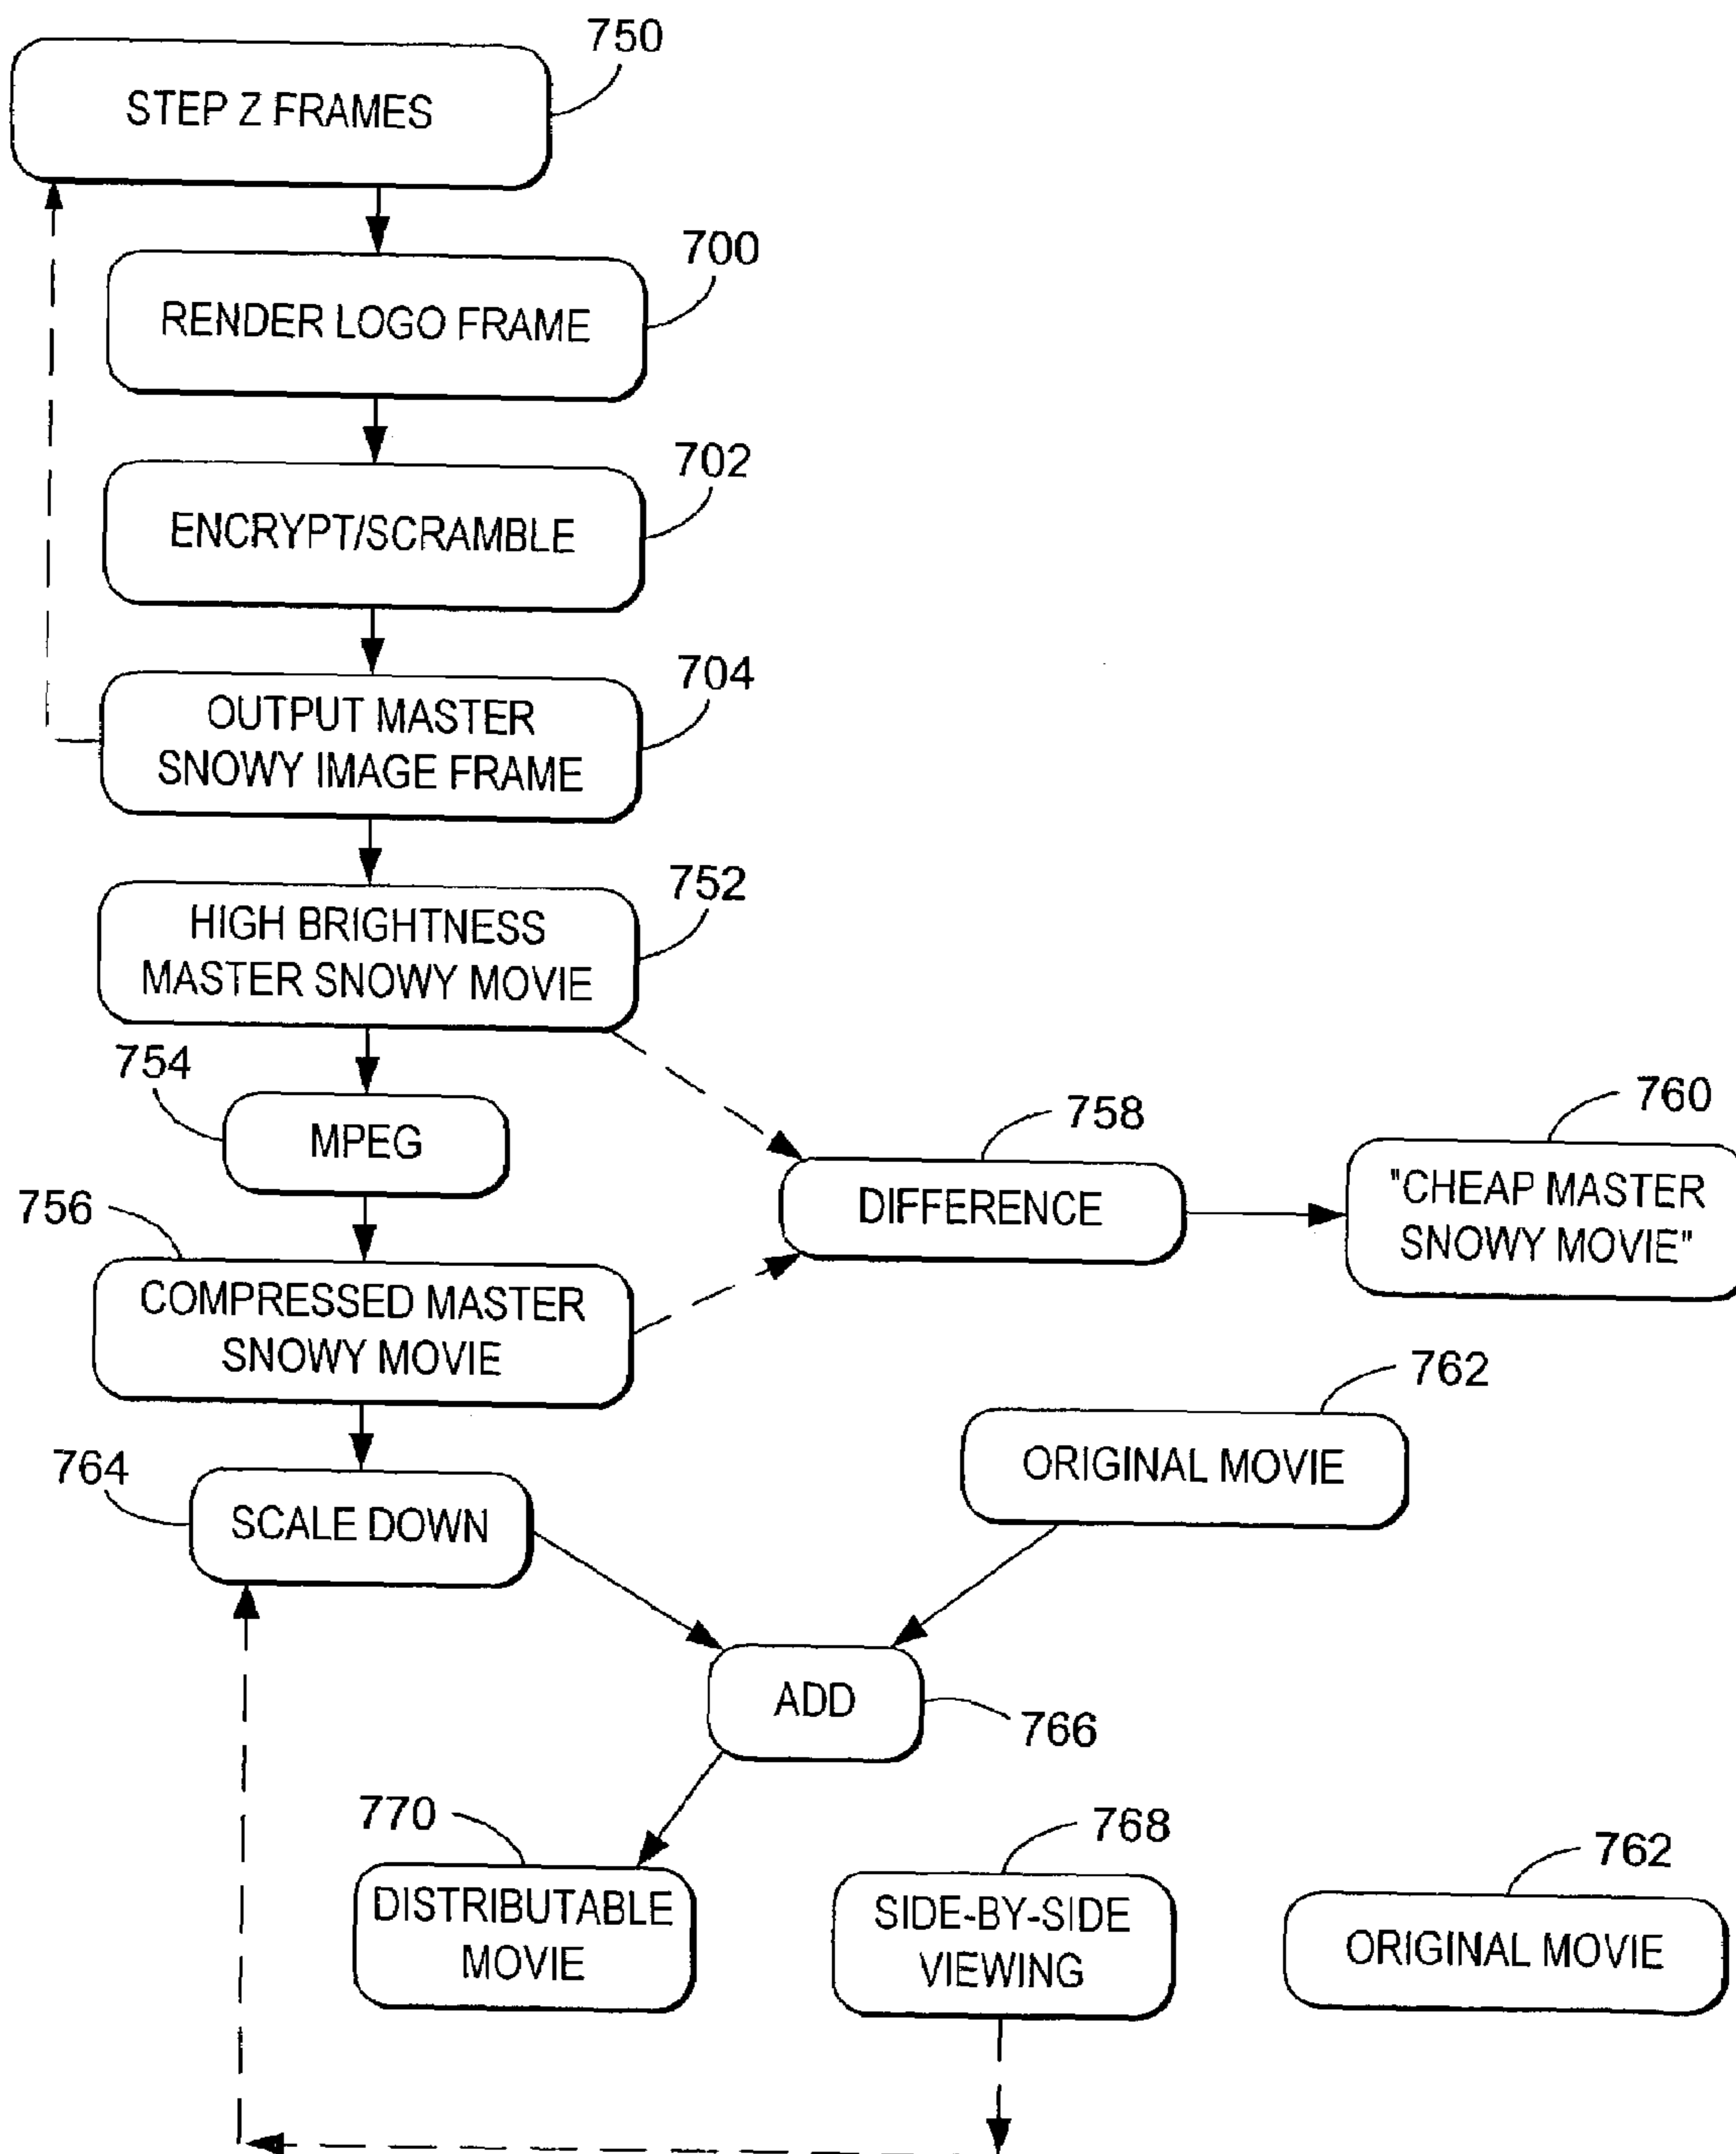 750
STEP Z FRAMES
700
RENDER LOGO FRAME
702
ENCRYPT/SCRAMBLE
704
OUTPUT MASTER
SNOWY IMAGE FRAME
752
HIGH BRIGHTNESS
MASTER SNOWY MOVIE
754
MPEG
758
DIFFERENCE
760
"CHEAP MASTER
SNOWY MOVIE"
756
COMPRESSED MASTER
SNOWY MOVIE
762
ORIGINAL MOVIE
764
SCALE DOWN
ADD
766
770
DISTRIBUTABLE
MOVIE
768
SIDE-BY-SIDE
VIEWING
762
ORIGINAL MOVIE